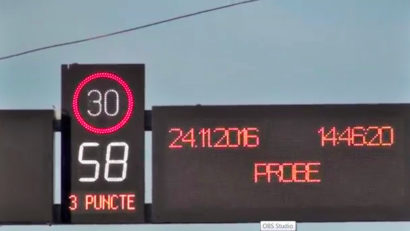 30
58
3 PUNCTE
24.11.2016 14:46:20
PROBE
OBS Studio